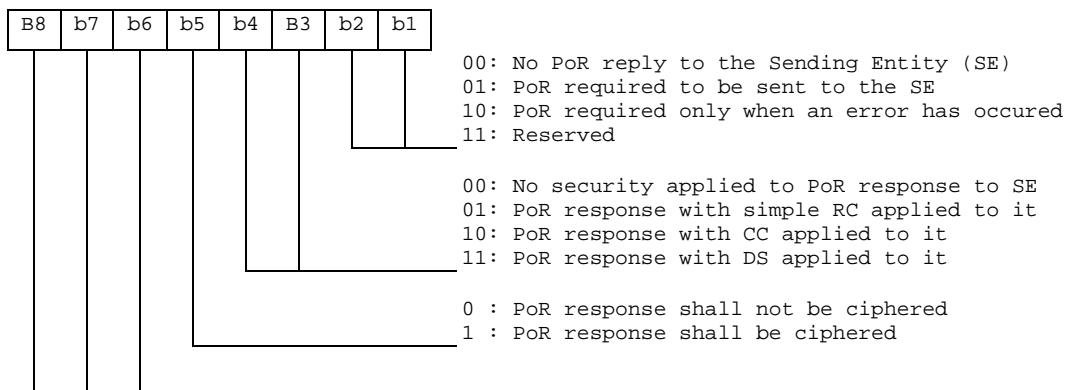 B8 b7 b6 b5 b4 B3 b2 b1
00: No PoR reply to the Sending Entity (SE)
01: PoR required to be sent to the SE
10: PoR required only when an error has occured
11: Reserved
00: No security applied to PoR response to SE
01: PoR response with simple RC applied to it
10: PoR response with CC applied to it
11: PoR response with DS applied to it
0 : PoR response shall not be ciphered
1 : PoR response shall be ciphered